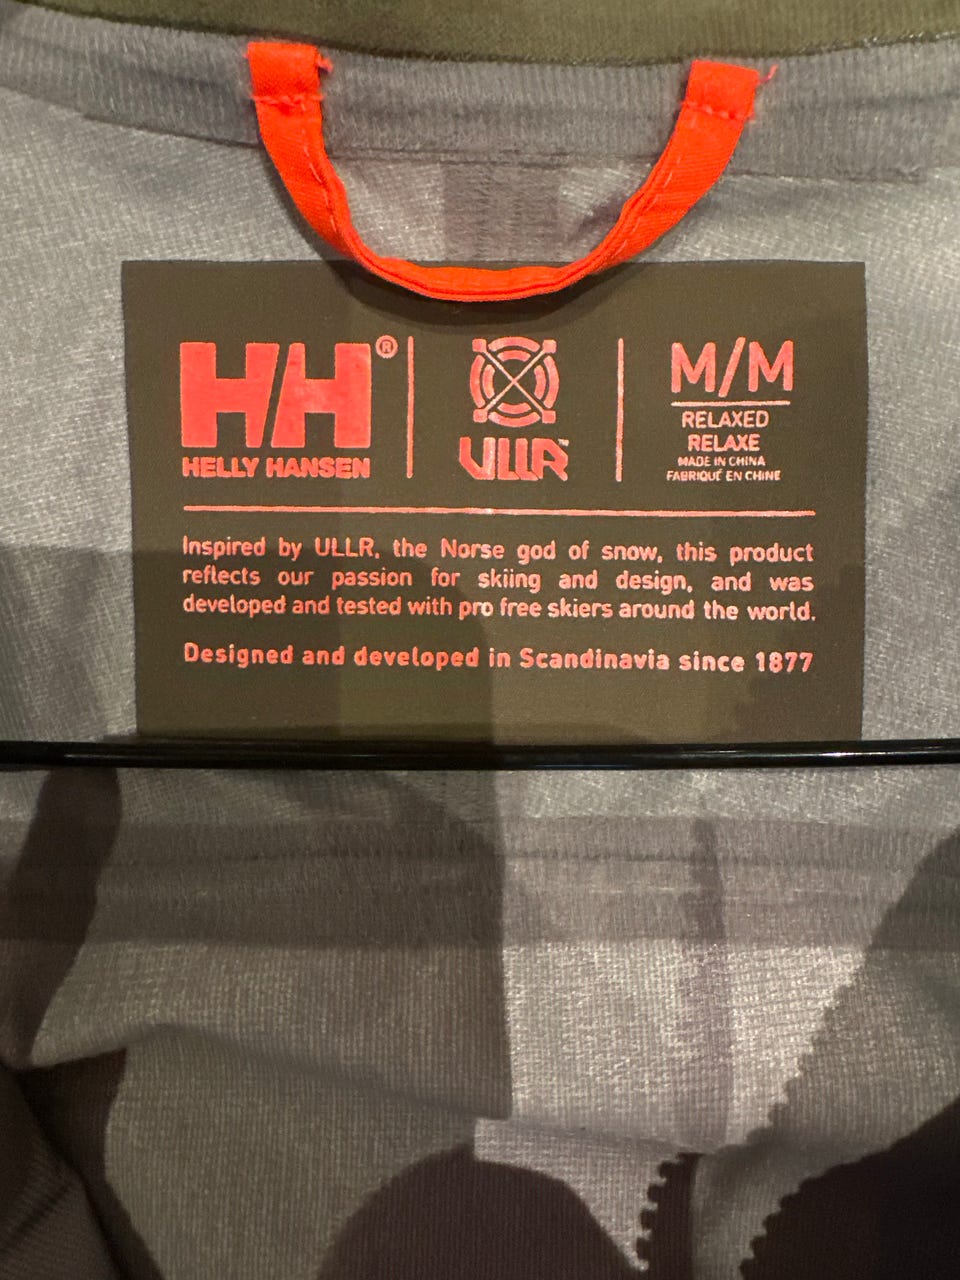 HH®
HELLY HANSEN
ULLR™
M/M
RELAXED
RELAXE
MADE IN CHINA
FABRIQUÉ EN CHINE
Inspired by ULLR, the Norse god of snow, this product
reflects our passion for skiing and design, and was
developed and tested with pro free skiers around the world.
Designed and developed in Scandinavia since 1877